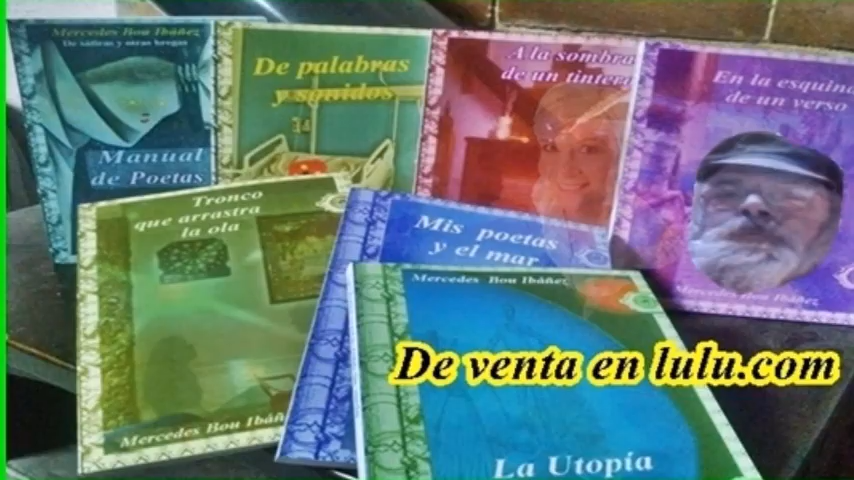 Mercedes Bou Ibáñez
De sátiras y otras bregas
Manual
de Poetas
De palabras
y sonidos
A la sombra
de un tintero
En la esquina
de un verso
Mercedes Bou Ibáñez
Tronco
que arrastra
la ola
Mercedes Bou Ibáñ
Mis poetas
y el mar
Mercedes Bou Ibáñez
La Utopía
De venta en lulu.com